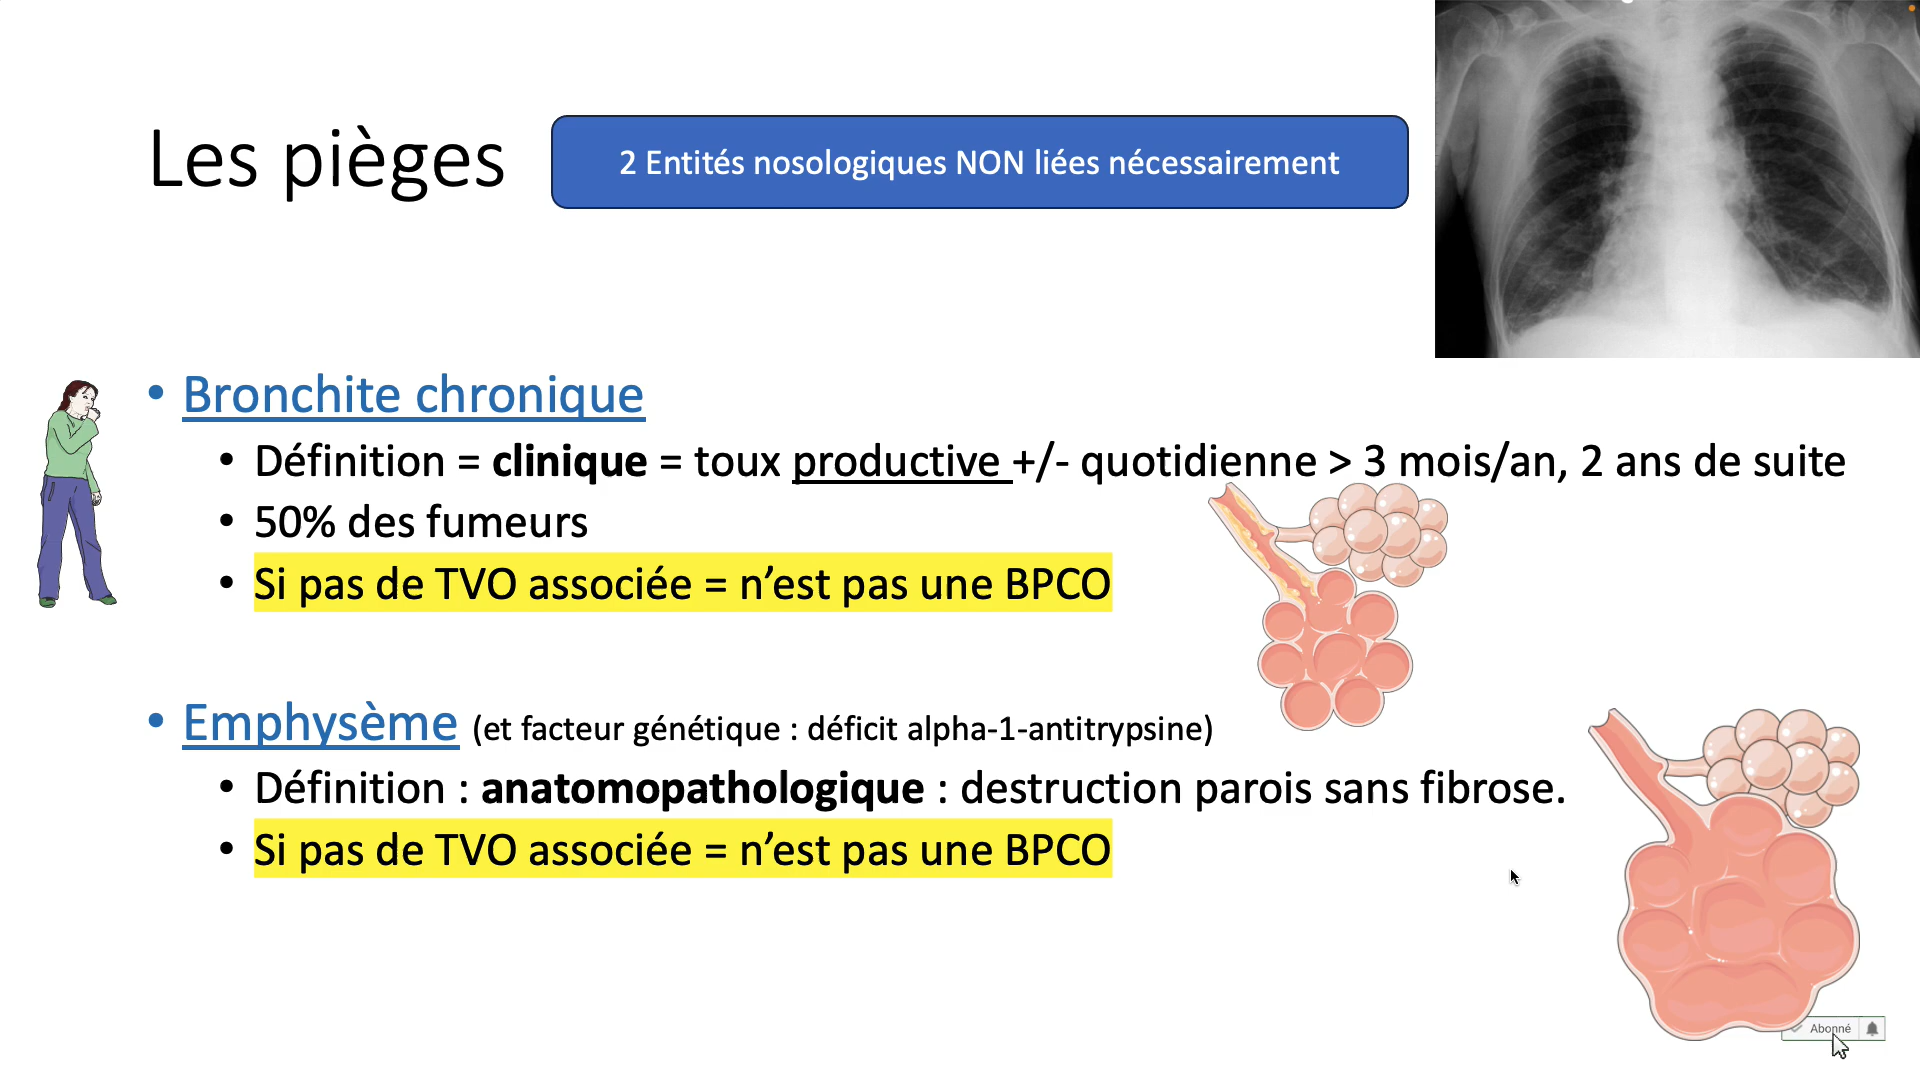 Les pièges
2 Entités nosologiques NON liées nécessairement
• Bronchite chronique
• Définition = clinique = toux productive +/- quotidienne > 3 mois/an, 2 ans de suite
• 50% des fumeurs
• Si pas de TVO associée = n’est pas une BPCO
• Emphysème (et facteur génétique : déficit alpha-1-antitrypsine)
• Définition : anatomopathologique : destruction parois sans fibrose.
• Si pas de TVO associée = n’est pas une BPCO
Abonné